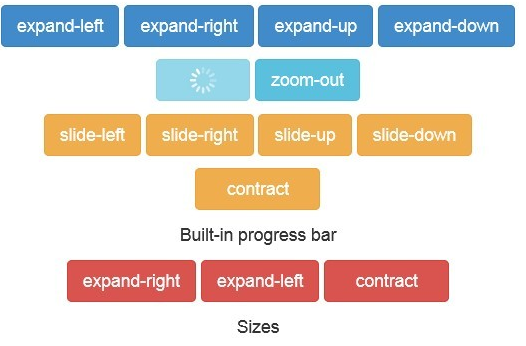 expand-left expand-right expand-up expand-down
zoom-out
slide-left slide-right slide-up slide-down
contract
Built-in progress bar
expand-right expand-left contract
Sizes